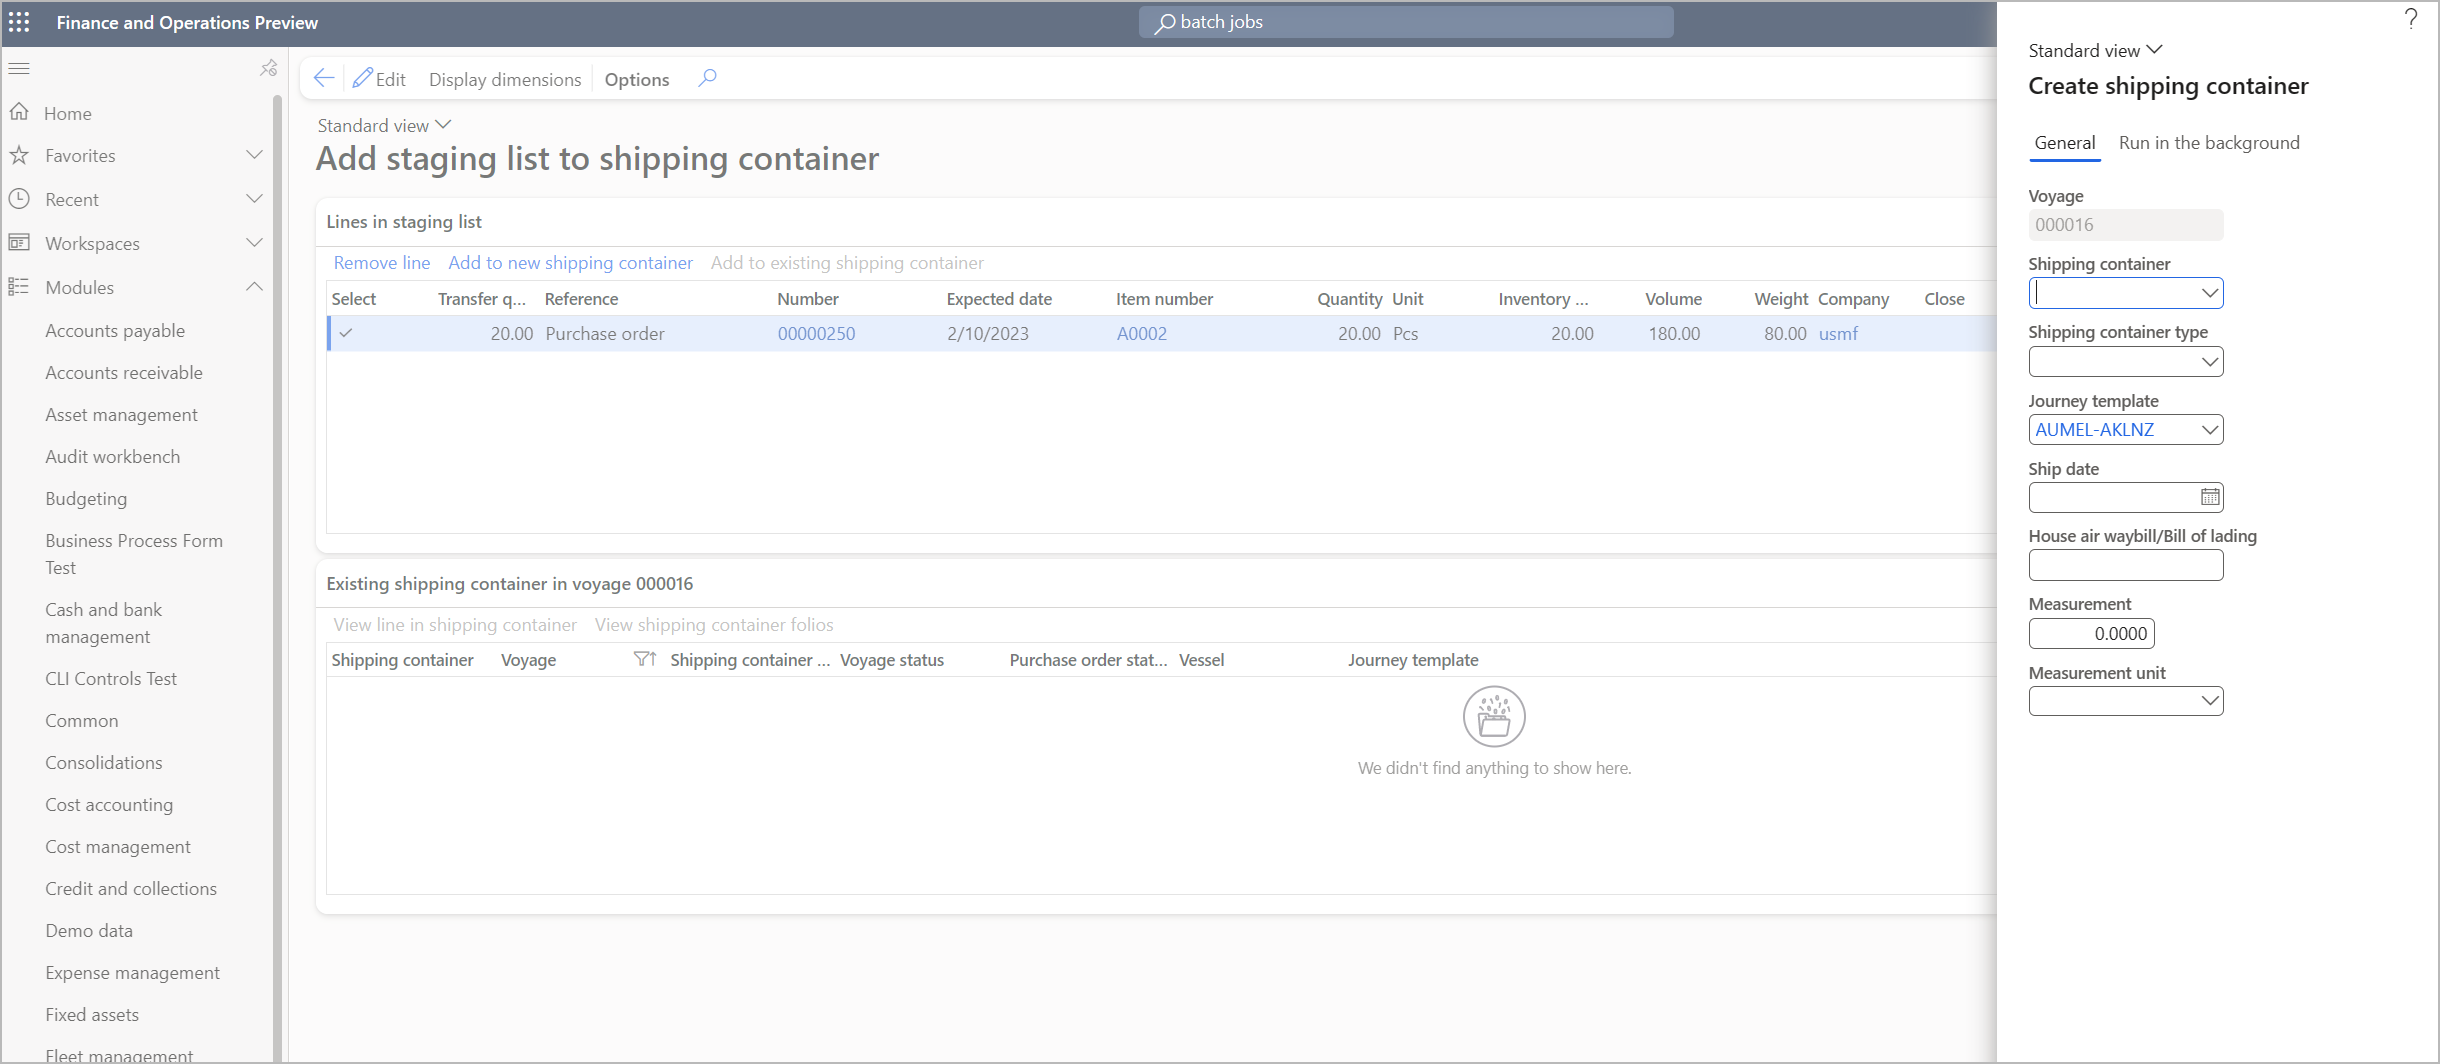 Finance and Operations Preview
batch jobs
?
Home
Favorites
Recent
Workspaces
Modules
Accounts payable
Accounts receivable
Asset management
Audit workbench
Budgeting
Business Process Form
Test
Cash and bank
management
CLI Controls Test
Common
Consolidations
Cost accounting
Cost management
Credit and collections
Demo data
Expense management
Fixed assets
Fleet management
Edit Display dimensions Options
Standard view
Add staging list to shipping container
Lines in staging list
Remove line Add to new shipping container Add to existing shipping container
Select Transfer q... Reference Number Expected date Item number Quantity Unit Inventory ... Volume Weight Company Close
20.00 Purchase order 00000250 2/10/2023 A0002 20.00 Pcs 20.00 180.00 80.00 usmf
Existing shipping container in voyage 000016
View line in shipping container View shipping container folios
Shipping container Voyage Shipping container ... Voyage status Purchase order stat... Vessel Journey template
We didn't find anything to show here.
Standard view
Create shipping container
General Run in the background
Voyage
000016
Shipping container
Shipping container type
Journey template
AUMEL-AKLNZ
Ship date
House air waybill/Bill of lading
Measurement
0.0000
Measurement unit